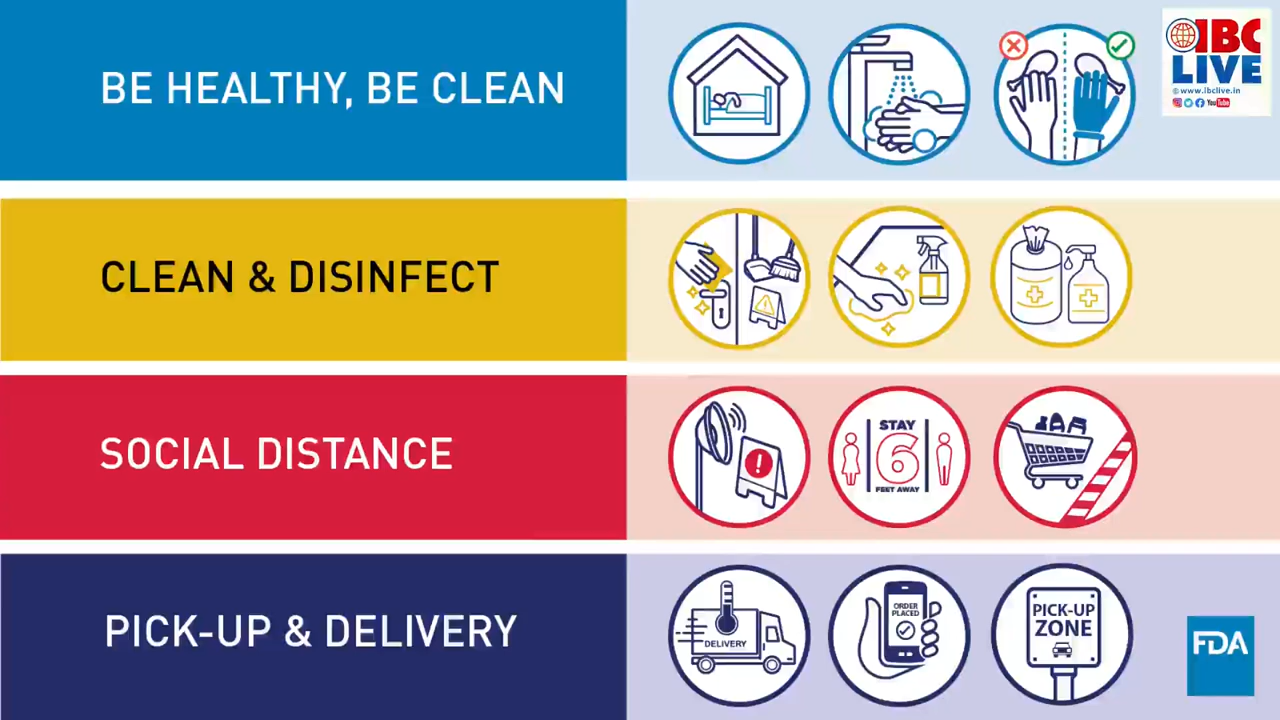 BE HEALTHY, BE CLEAN
IBC
LIVE
www.ibclive.in
YouTube
CLEAN & DISINFECT
SOCIAL DISTANCE
STAY
6
FEET AWAY
PICK-UP & DELIVERY
DELIVERY
ORDER
PLACED
PICK-UP
ZONE
FDA